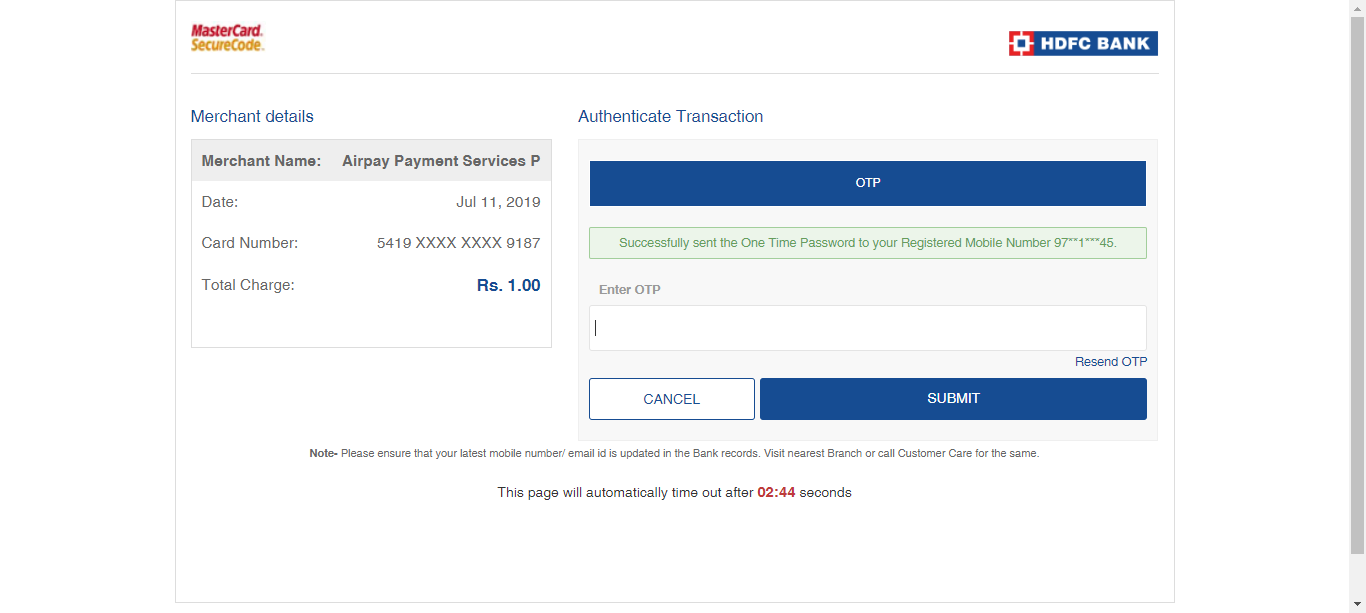 MasterCard.
SecureCode.
HDFC BANK
Merchant details
Merchant Name: Airpay Payment Services P
Date: Jul 11, 2019
Card Number: 5419 XXXX XXXX 9187
Total Charge: Rs. 1.00
Authenticate Transaction
OTP
Successfully sent the One Time Password to your Registered Mobile Number 97**1***45.
Enter OTP
Resend OTP
CANCEL SUBMIT
Note- Please ensure that your latest mobile number/ email id is updated in the Bank records. Visit nearest Branch or call Customer Care for the same.
This page will automatically time out after 02:44 seconds